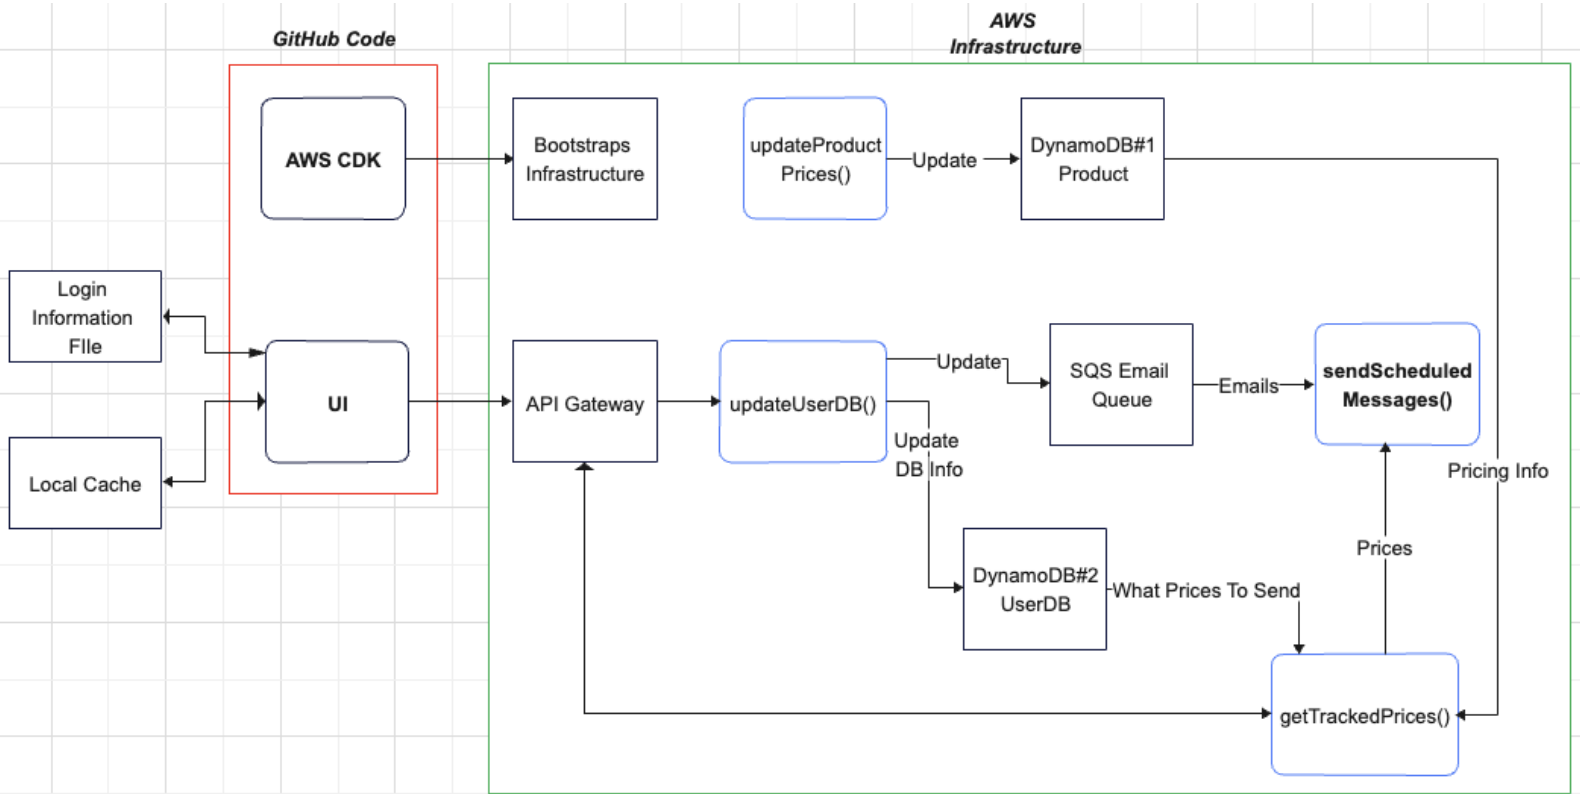 GitHub Code
AWS
Infrastructure
AWS CDK
Bootstraps
Infrastructure
updateProduct
Prices()
Update
DynamoDB#1
Product
Login
Information
FIle
UI
Local Cache
API Gateway
updateUserDB()
Update
SQS Email
Queue
Emails
sendScheduled
Messages()
Update
DB Info
Pricing Info
Prices
DynamoDB#2
UserDB
What Prices To Send
getTrackedPrices()